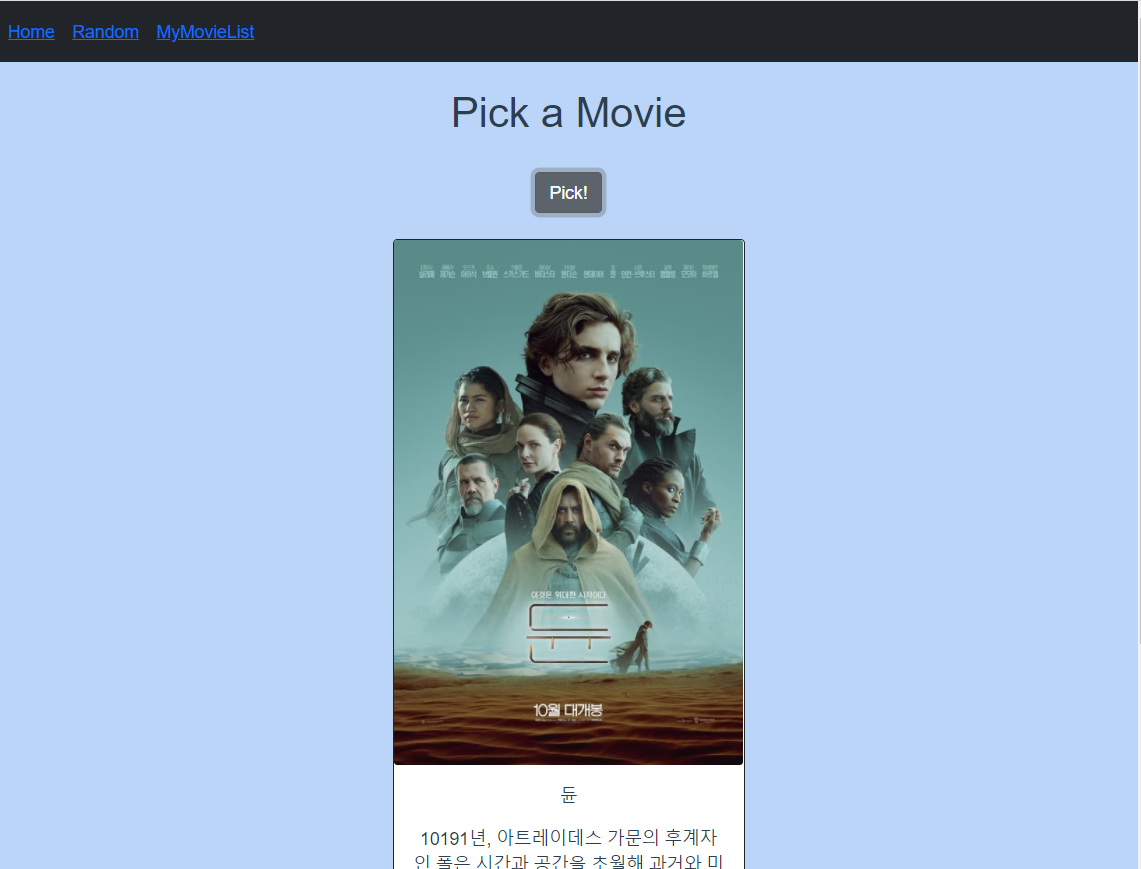 Home Random MyMovieList
Pick a Movie
Pick!
이것은 위대한 시작이다
듄
10월 대개봉
듄
10191년, 아트레이데스 가문의 후계자
인 폴은 시간과 공간을 초월해 과거와 미